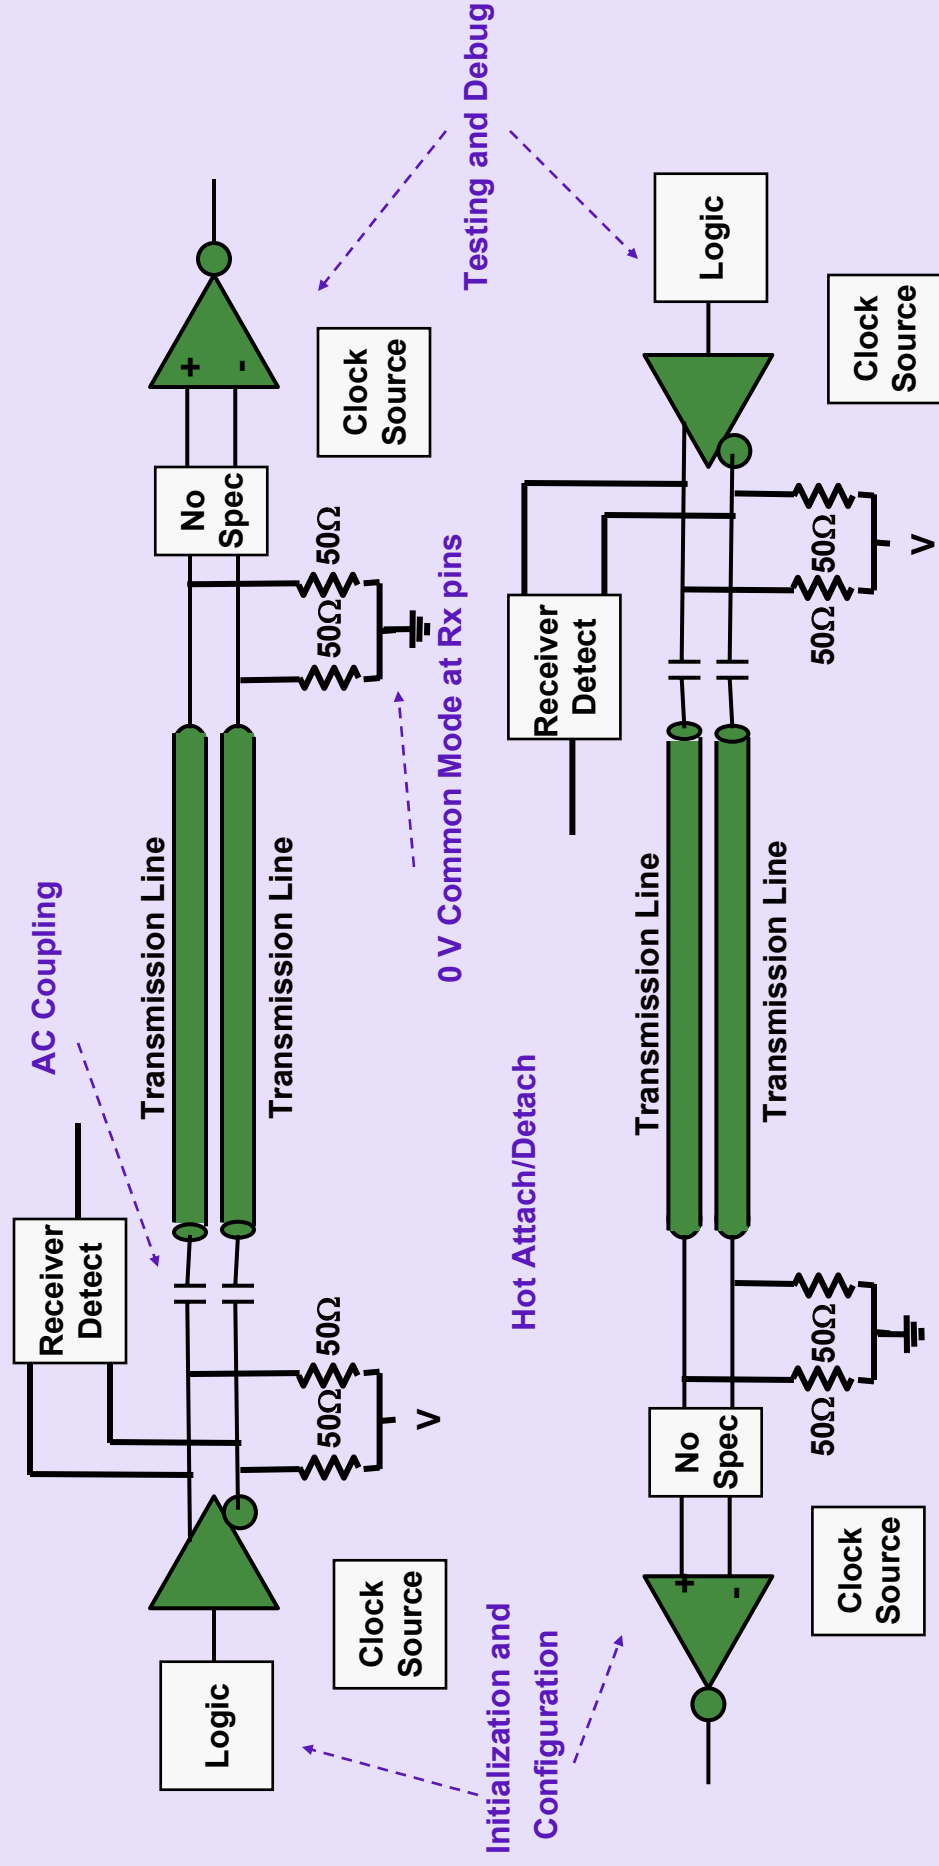 Receiver
Detect
AC Coupling
Transmission Line
Transmission Line
Logic
No
Spec
+
-
50Ω
50Ω
V
50Ω
50Ω
Clock
Source
Clock
Source
0 V Common Mode at Rx pins
Initialization and
Configuration
Hot Attach/Detach
Testing and Debug
Receiver
Detect
Transmission Line
Transmission Line
+
-
No
Spec
Logic
50Ω
50Ω
50Ω
50Ω
V
Clock
Source
Clock
Source